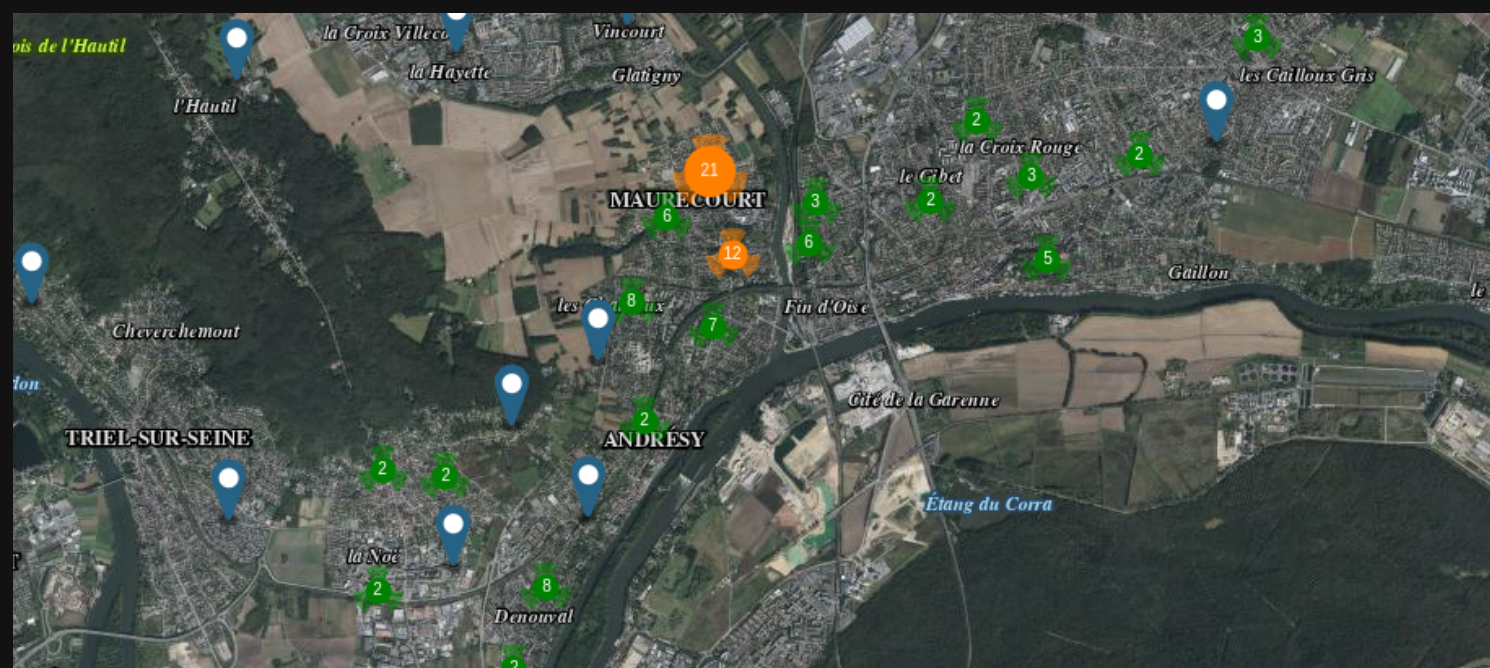 la Croix Villeco
Vincourt
3
ois de l'Hautil
la Hayette
Glatigny
les Cailloux Gris
l'Hautil
2
la Croix Rouge
2
21
le Gibet
3
MAURECOURT
2
3
6
6
12
5
Gaillon
le
8
les
ux
Fin d'Oise
7
Cheverchemont
don
Cité de la Garenne
2
TRIEL-SUR-SEINE
ANDRÉSY
2
2
Étang du Corra
la Noë
T
8
2
Denouval
2